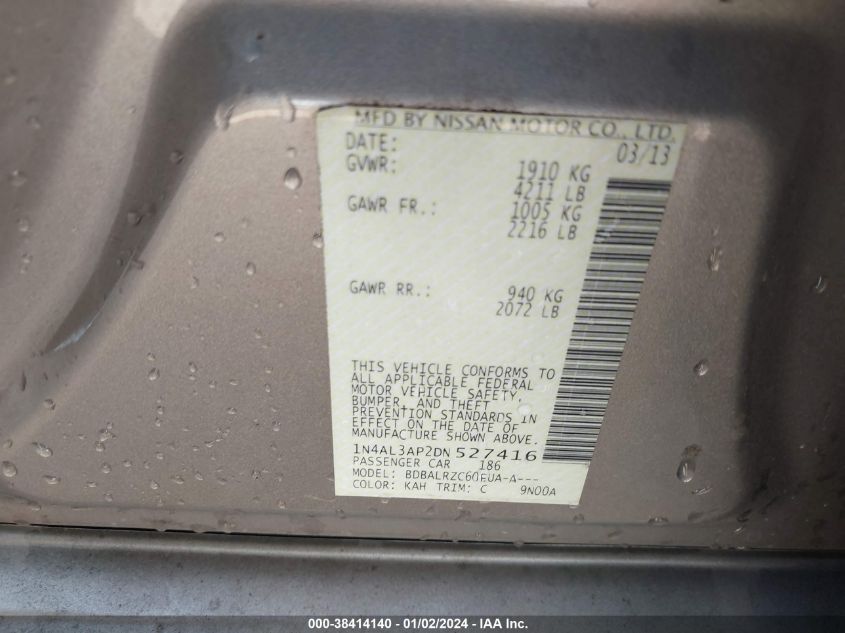 MFD BY NISSAN MOTOR CO., LTD.
DATE: 03/13
GVWR: 1910 KG
4211 LB
GAWR FR.: 1005 KG
2216 LB
GAWR RR.: 940 KG
2072 LB
THIS VEHICLE CONFORMS TO
ALL APPLICABLE FEDERAL
MOTOR VEHICLE SAFETY,
BUMPER, AND THEFT
PREVENTION STANDARDS IN
EFFECT ON THE DATE OF
MANUFACTURE SHOWN ABOVE.
1N4AL3AP2DN527416
PASSENGER CAR 186
MODEL: BDBALRZC60EUA-A---
COLOR: KAH TRIM: C 9N00A
000-38414140 - 01/02/2024 - IAA Inc.